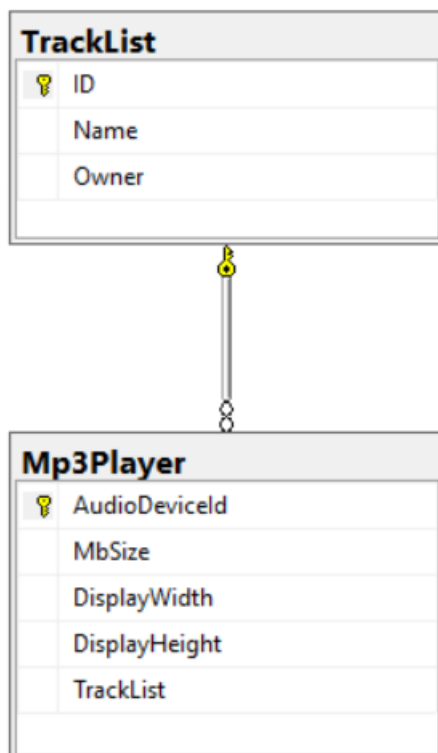 TrackList
ID
Name
Owner
Mp3Player
AudioDeviceId
MbSize
DisplayWidth
DisplayHeight
TrackList